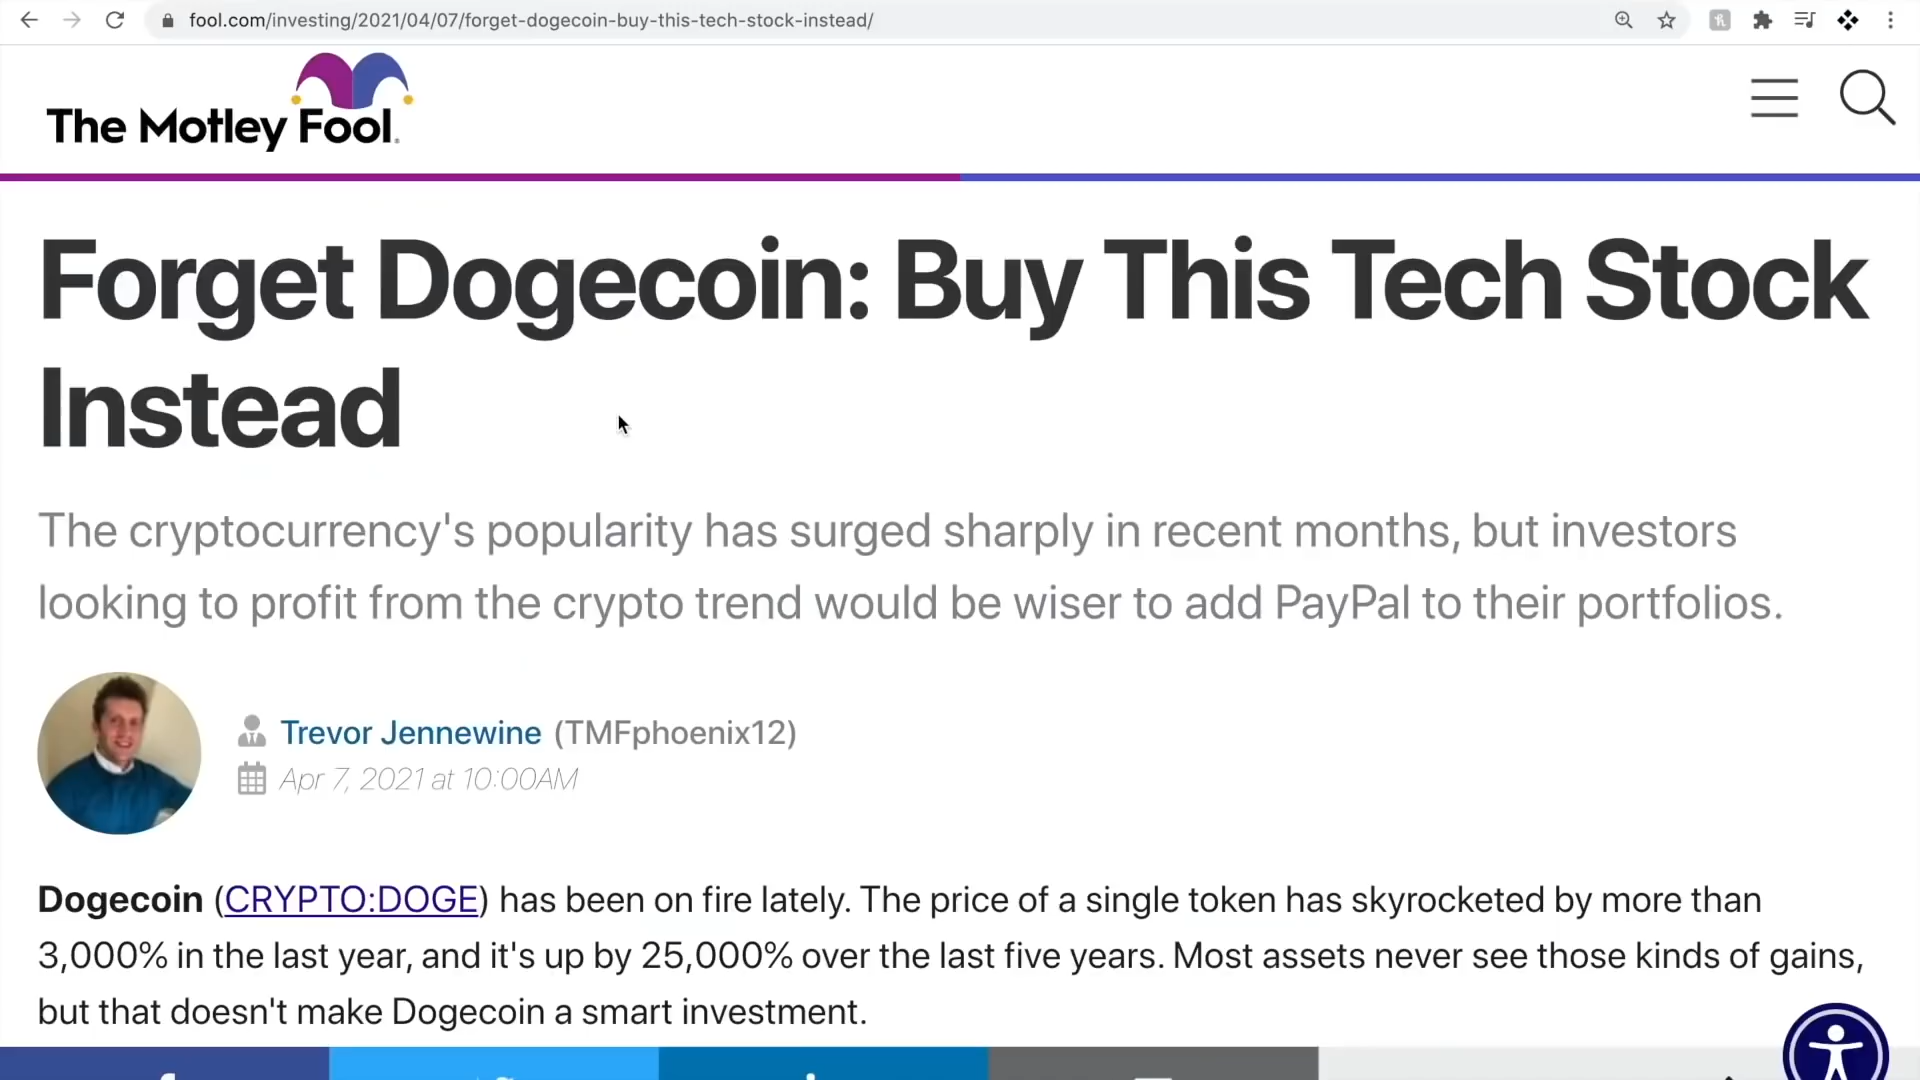 fool.com/investing/2021/04/07/forget-dogecoin-buy-this-tech-stock-instead/
The Motley Fool.
Forget Dogecoin: Buy This Tech Stock
Instead
The cryptocurrency's popularity has surged sharply in recent months, but investors
looking to profit from the crypto trend would be wiser to add PayPal to their portfolios.
Trevor Jennewine (TMFphoenix12)
Apr 7, 2021 at 10:00AM
Dogecoin (CRYPTO:DOGE) has been on fire lately. The price of a single token has skyrocketed by more than
3,000% in the last year, and it's up by 25,000% over the last five years. Most assets never see those kinds of gains,
but that doesn't make Dogecoin a smart investment.